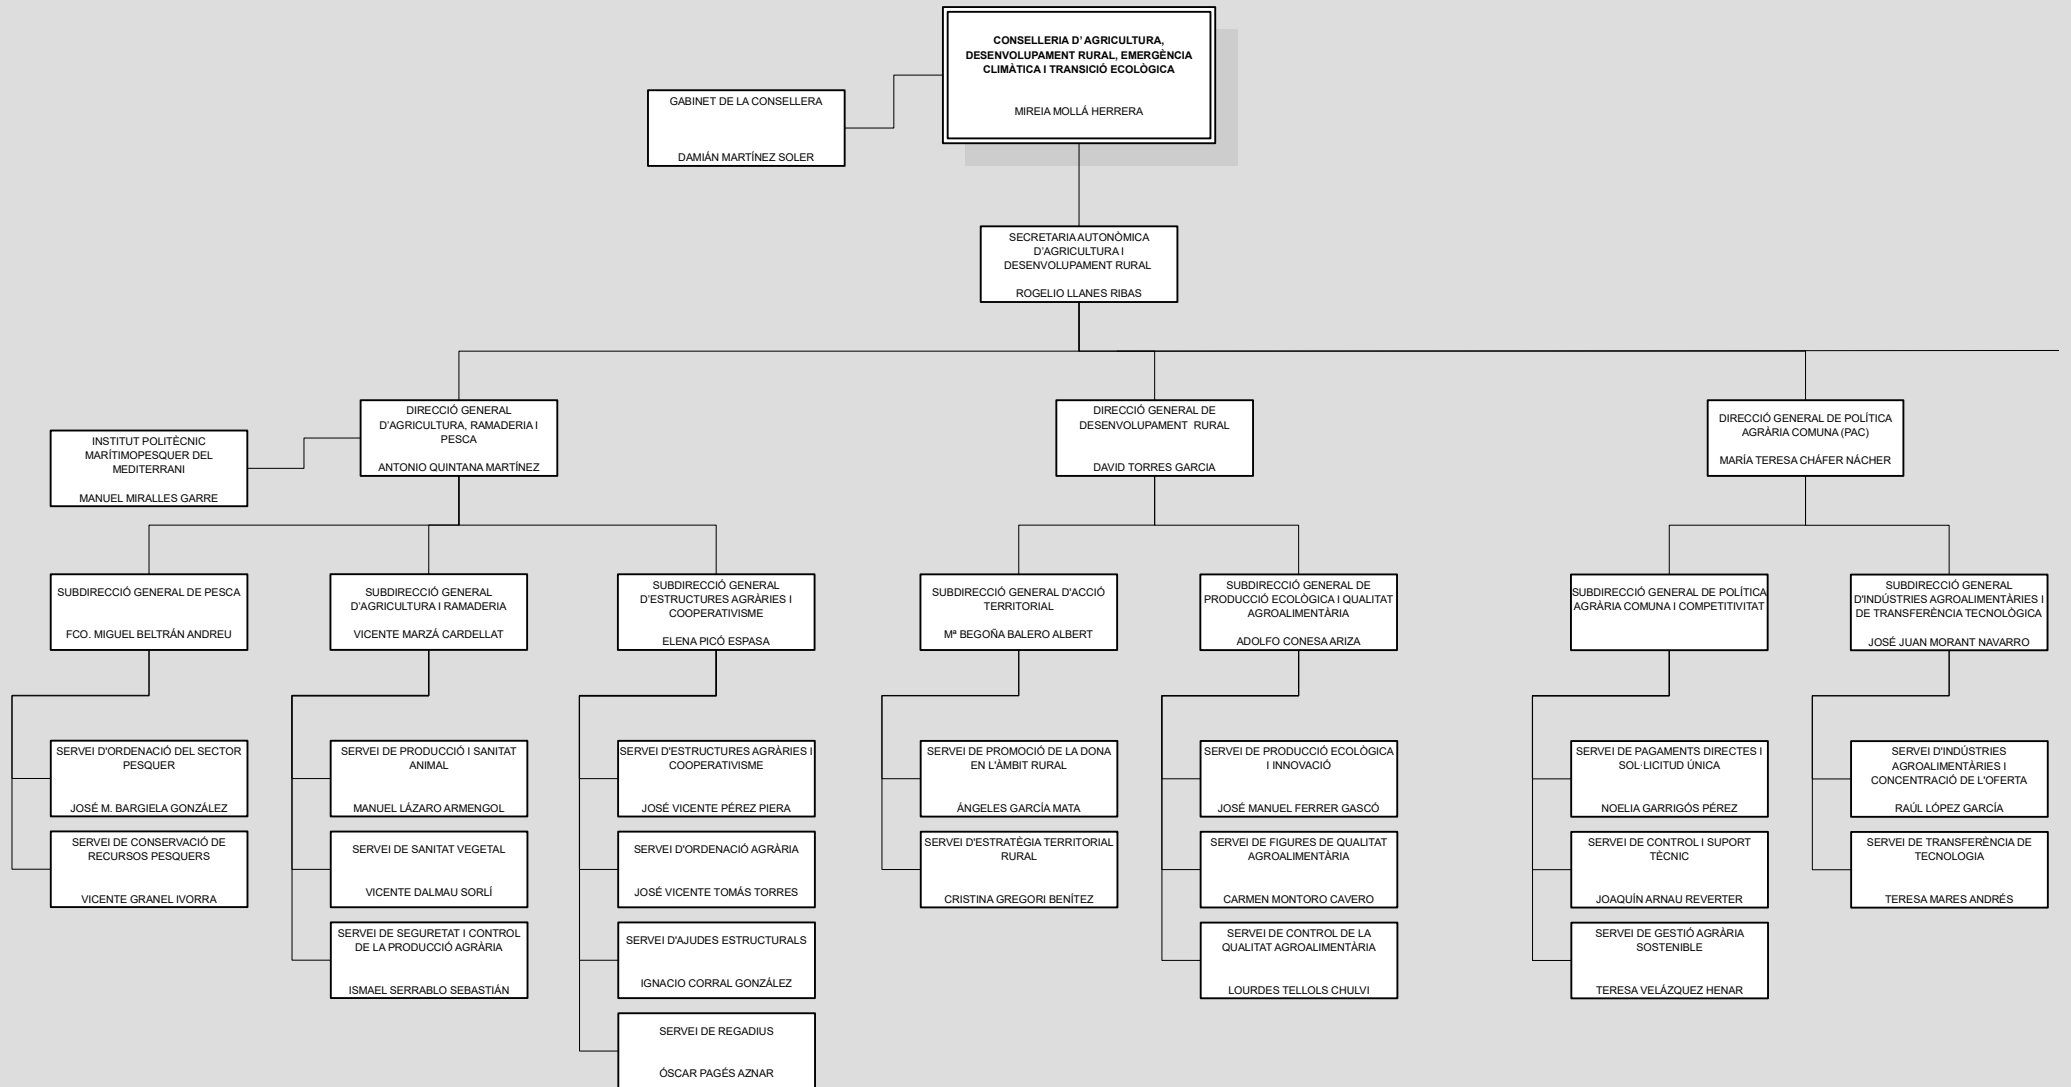 CONSELLERIA D' AGRICULTURA,
DESENVOLUPAMENT RURAL, EMERGÈNCIA
CLIMÀTICA I TRANSICIÓ ECOLÒGICA
MIREIA MOLLÁ HERRERA
GABINET DE LA CONSELLERA
DAMIÁN MARTÍNEZ SOLER
SECRETARIA AUTONÒMICA
D'AGRICULTURA I
DESENVOLUPAMENT RURAL
ROGELIO LLANES RIBAS
DIRECCIÓ GENERAL
D'AGRICULTURA, RAMADERIA I
PESCA
ANTONIO QUINTANA MARTÍNEZ
INSTITUT POLITÈCNIC
MARÍTIMOPESQUER DEL
MEDITERRANI
MANUEL MIRALLES GARRE
DIRECCIÓ GENERAL DE
DESENVOLUPAMENT RURAL
DAVID TORRES GARCIA
DIRECCIÓ GENERAL DE POLÍTICA
AGRÀRIA COMUNA (PAC)
MARÍA TERESA CHÁFER NÁCHER
SUBDIRECCIÓ GENERAL DE PESCA
FCO. MIGUEL BELTRÁN ANDREU
SUBDIRECCIÓ GENERAL
D'AGRICULTURA I RAMADERIA
VICENTE MARZÁ CARDELLAT
SUBDIRECCIÓ GENERAL
D'ESTRUCTURES AGRÀRIES I
COOPERATIVISME
ELENA PICÓ ESPASA
SUBDIRECCIÓ GENERAL D'ACCIÓ
TERRITORIAL
Mª BEGOÑA BALERO ALBERT
SUBDIRECCIÓ GENERAL DE
PRODUCCIÓ ECOLÒGICA I QUALITAT
AGROALIMENTÀRIA
ADOLFO CONESA ARIZA
SUBDIRECCIÓ GENERAL DE POLÍTICA
AGRÀRIA COMUNA I COMPETITIVITAT
SUBDIRECCIÓ GENERAL
D'INDÚSTRIES AGROALIMENTÀRIES I
DE TRANSFERÈNCIA TECNOLÒGICA
JOSÉ JUAN MORANT NAVARRO
SERVEI D'ORDENACIÓ DEL SECTOR
PESQUER
JOSÉ M. BARGIELA GONZÁLEZ
SERVEI DE CONSERVACIÓ DE
RECURSOS PESQUERS
VICENTE GRANEL IVORRA
SERVEI DE PRODUCCIÓ I SANITAT
ANIMAL
MANUEL LÁZARO ARMENGOL
SERVEI DE SANITAT VEGETAL
VICENTE DALMAU SORLÍ
SERVEI DE SEGURETAT I CONTROL
DE LA PRODUCCIÓ AGRÀRIA
ISMAEL SERRABLO SEBASTIÁN
SERVEI D'ESTRUCTURES AGRÀRIES I
COOPERATIVISME
JOSÉ VICENTE PÉREZ PIERA
SERVEI D'ORDENACIÓ AGRÀRIA
JOSÉ VICENTE TOMÁS TORRES
SERVEI D'AJUDES ESTRUCTURALS
IGNACIO CORRAL GONZÁLEZ
SERVEI DE REGADIUS
ÓSCAR PAGÉS AZNAR
SERVEI DE PROMOCIÓ DE LA DONA
EN L'ÀMBIT RURAL
ÁNGELES GARCÍA MATA
SERVEI D'ESTRATÈGIA TERRITORIAL
RURAL
CRISTINA GREGORI BENÍTEZ
SERVEI DE PRODUCCIÓ ECOLÒGICA
I INNOVACIÓ
JOSÉ MANUEL FERRER GASCÓ
SERVEI DE FIGURES DE QUALITAT
AGROALIMENTÀRIA
CARMEN MONTORO CAVERO
SERVEI DE CONTROL DE LA
QUALITAT AGROALIMENTÀRIA
LOURDES TELLOLS CHULVI
SERVEI DE PAGAMENTS DIRECTES I
SOL·LICITUD ÚNICA
NOELIA GARRIGÓS PÉREZ
SERVEI DE CONTROL I SUPORT
TÈCNIC
JOAQUÍN ARNAU REVERTER
SERVEI DE GESTIÓ AGRÀRIA
SOSTENIBLE
TERESA VELÁZQUEZ HENAR
SERVEI D'INDÚSTRIES
AGROALIMENTÀRIES I
CONCENTRACIÓ DE L'OFERTA
RAÚL LÓPEZ GARCÍA
SERVEI DE TRANSFERÈNCIA DE
TECNOLOGIA
TERESA MARES ANDRÉS